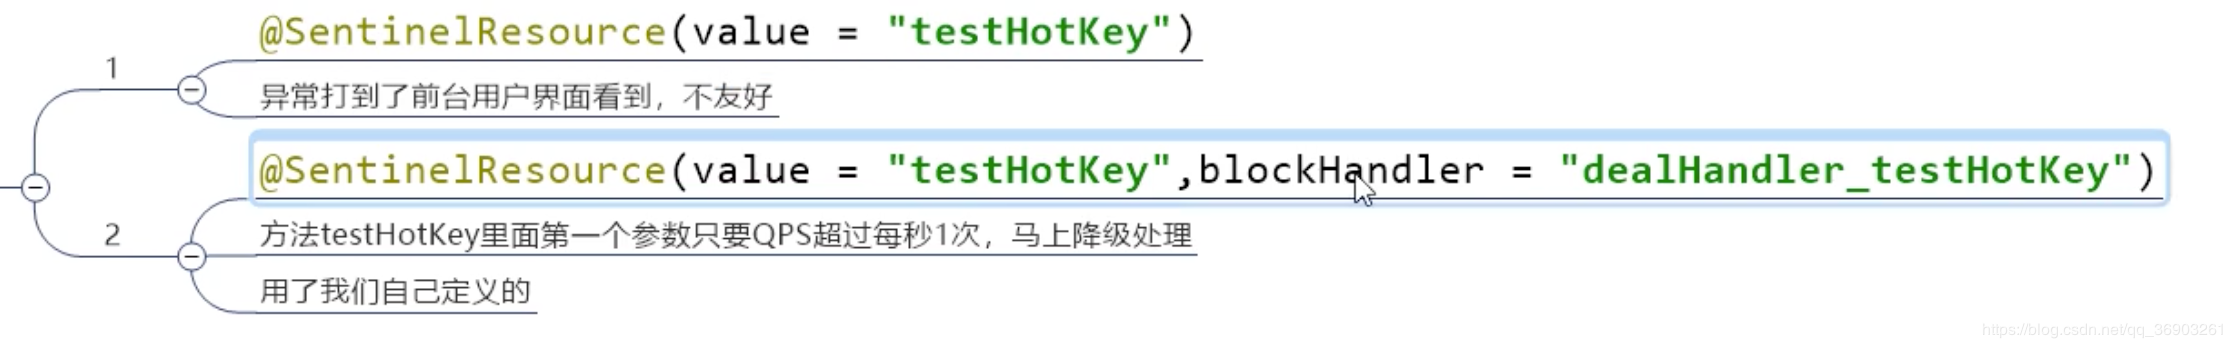 1
@SentinelResource(value = "testHotKey")
异常打到了前台用户界面看到，不友好
2
@SentinelResource(value = "testHotKey",blockHandler = "dealHandler_testHotKey")
方法testHotKey里面第一个参数只要QPS超过每秒1次，马上降级处理
用了我们自己定义的
https://blog.csdn.net/qq_36903261